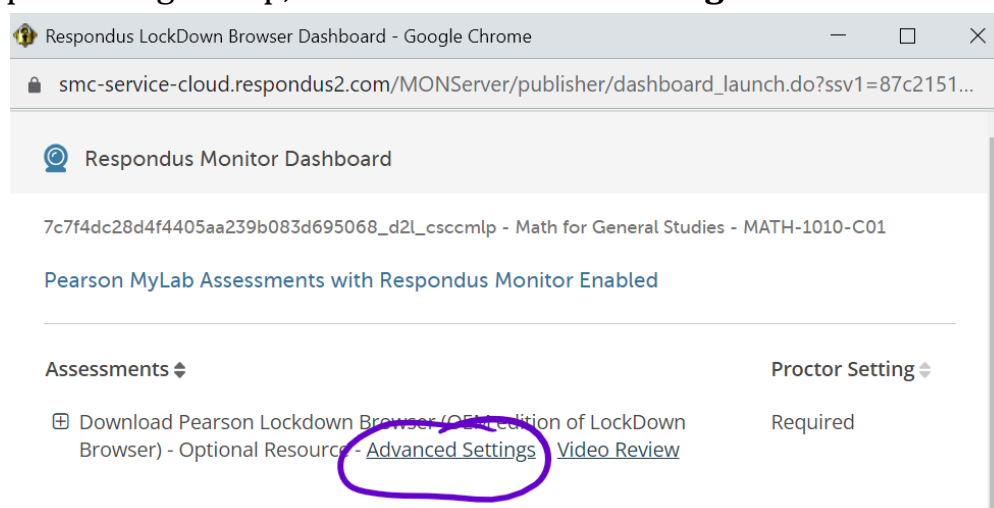 Respondus LockDown Browser Dashboard - Google Chrome
smc-service-cloud.respondus2.com/MONServer/publisher/dashboard_launch.do?ssv1=87c2151...
Respondus Monitor Dashboard
7c7f4dc28d4f4405aa239b083d695068_d2l_csccmlp - Math for General Studies - MATH-1010-C01
Pearson MyLab Assessments with Respondus Monitor Enabled
Assessments Proctor Setting
Download Pearson Lockdown Browser (OEM edition of LockDown Required
Browser) - Optional Resource - Advanced Settings Video Review